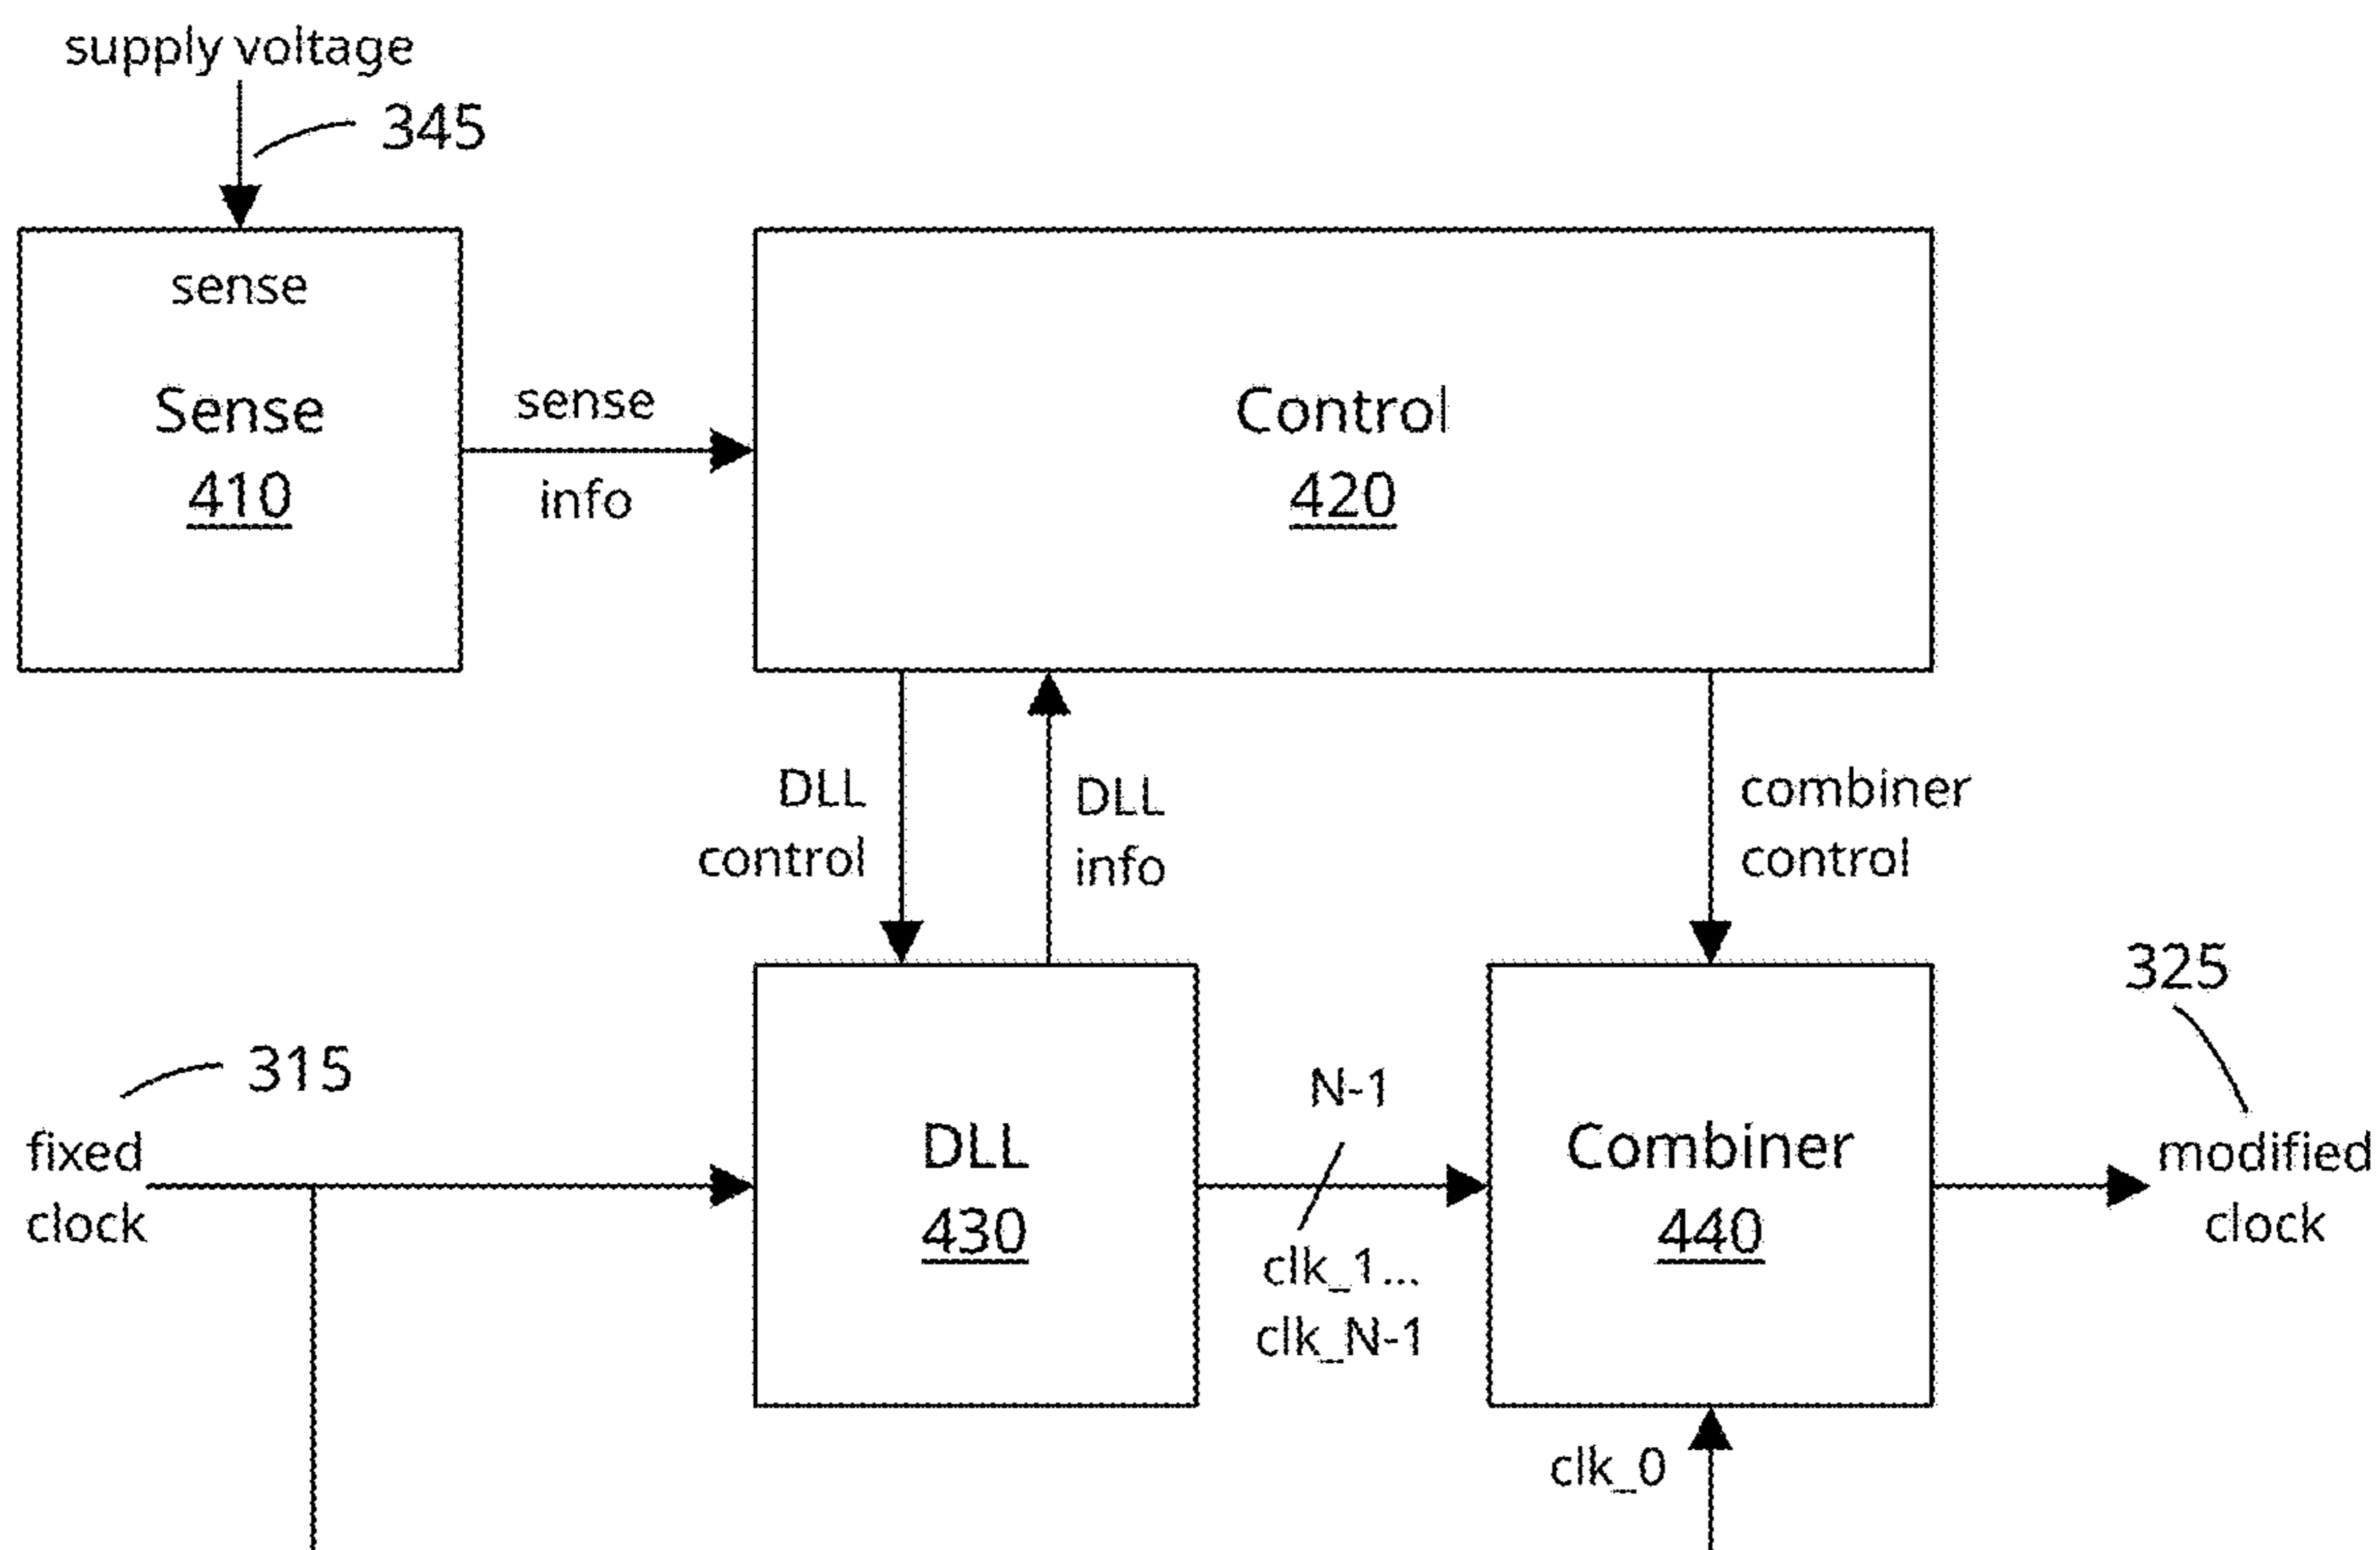 supply voltage
345
sense
Sense
410
sense
info
Control
420
DLL
control
DLL
info
combiner
control
325
315
fixed
clock
DLL
430
N-1
clk_1...
clk_N-1
Combiner
440
modified
clock
clk_0